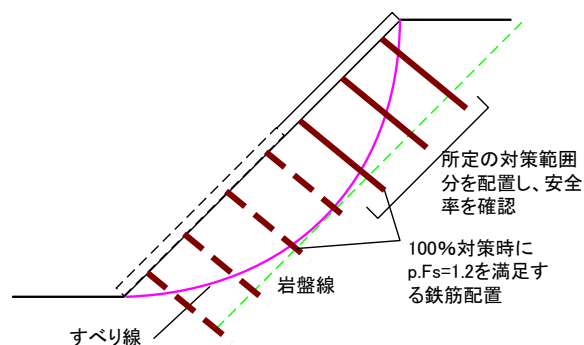 所定の対策範囲
分を配置し、安全
率を確認
100%対策時に
p.Fs=1.2を満足す
る鉄筋配置
岩盤線
すべり線